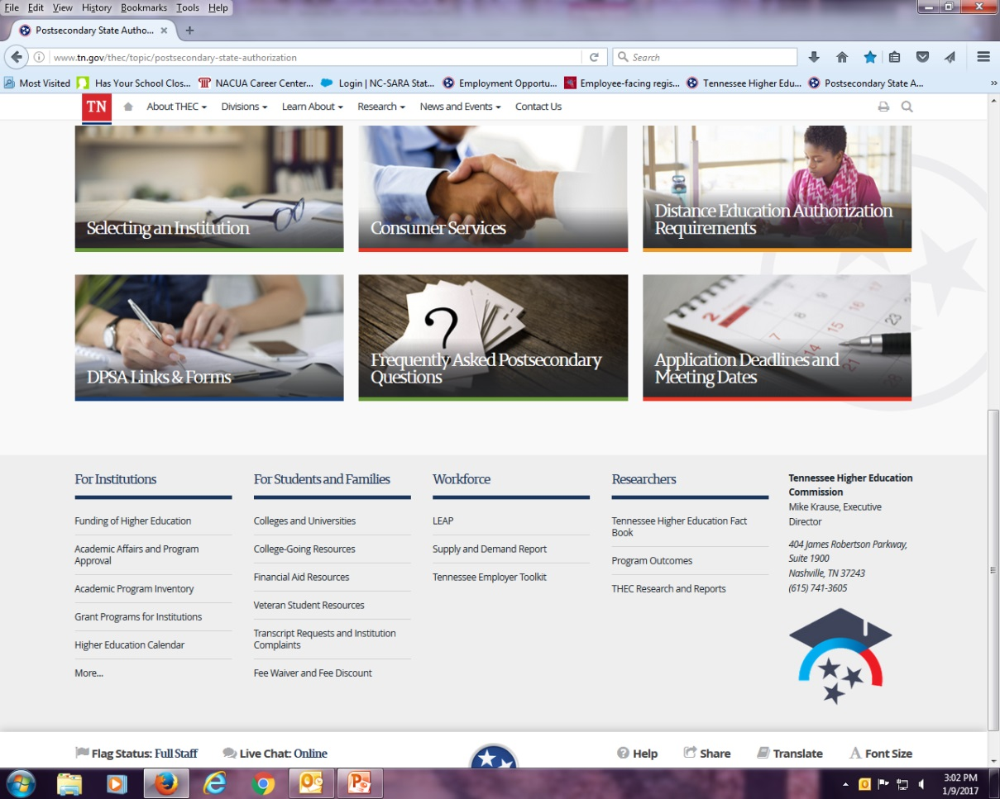 File Edit View History Bookmarks Tools Help
Postsecondary State Autho... × +
www.tn.gov/thec/topic/postsecondary-state-authorization
Search
Most Visited Has Your School Clos... NACUA Career Center... Login | NC-SARA Stat... Employment Opportu... Employee-facing regis... Tennessee Higher Edu... Postsecondary State A... »
TN About THEC Divisions Learn About Research News and Events Contact Us
Selecting an Institution
Consumer Services
Distance Education Authorization
Requirements
DPSA Links & Forms
?
Frequently Asked Postsecondary
Questions
2
7
14
21
8
15
9
16
23
Application Deadlines and
Meeting Dates
For Institutions
Funding of Higher Education
Academic Affairs and Program
Approval
Academic Program Inventory
Grant Programs for Institutions
Higher Education Calendar
More...
For Students and Families
Colleges and Universities
College-Going Resources
Financial Aid Resources
Veteran Student Resources
Transcript Requests and Institution
Complaints
Fee Waiver and Fee Discount
Workforce
LEAP
Supply and Demand Report
Tennessee Employer Toolkit
Researchers
Tennessee Higher Education Fact
Book
Program Outcomes
THEC Research and Reports
Tennessee Higher Education
Commission
Mike Krause, Executive
Director
404 James Robertson Parkway,
Suite 1900
Nashville, TN 37243
(615) 741-3605
Flag Status: Full Staff Live Chat: Online Help Share Translate Font Size
3:02 PM
1/9/2017